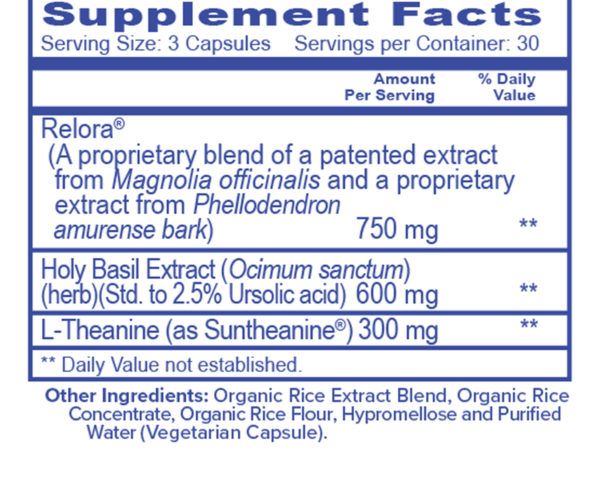 Supplement Facts
Serving Size: 3 Capsules Servings per Container: 30
Amount Per Serving
% Daily Value
Relora®
(A proprietary blend of a patented extract
from Magnolia officinalis and a proprietary
extract from Phellodendron
amurense bark) 750 mg **
Holy Basil Extract (Ocimum sanctum)
(herb)(Std. to 2.5% Ursolic acid) 600 mg **
L-Theanine (as Suntheanine®) 300 mg **
** Daily Value not established.
Other Ingredients: Organic Rice Extract Blend, Organic Rice
Concentrate, Organic Rice Flour, Hypromellose and Purified
Water (Vegetarian Capsule).